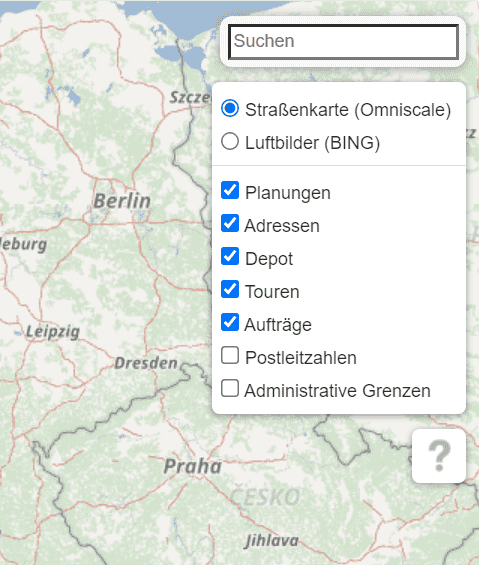 Suchen
Szcze
Straßenkarte (Omniscale)
Luftbilder (BING)
Berlin
Planungen
Adressen
leburg
Depot
Touren
Leipzig
Aufträge
Dresden
Postleitzahlen
Administrative Grenzen
Praha
?
ČESKO
Jihlava